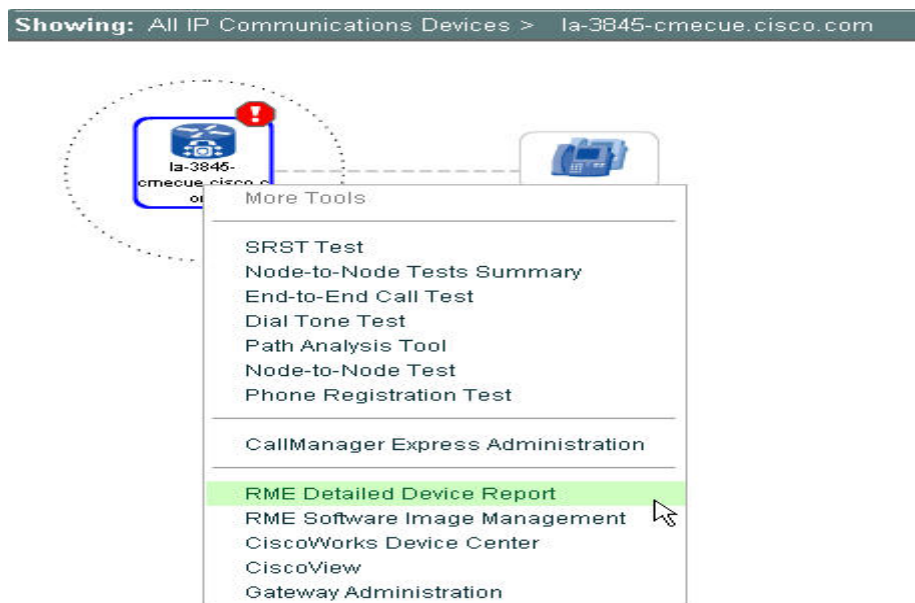 Showing: All IP Communications Devices > la-3845-cmecue.cisco.com
la-3845-
cmecue.cisco.c
o
More Tools
SRST Test
Node-to-Node Tests Summary
End-to-End Call Test
Dial Tone Test
Path Analysis Tool
Node-to-Node Test
Phone Registration Test
CallManager Express Administration
RME Detailed Device Report
RME Software Image Management
CiscoWorks Device Center
CiscoView
Gateway Administration